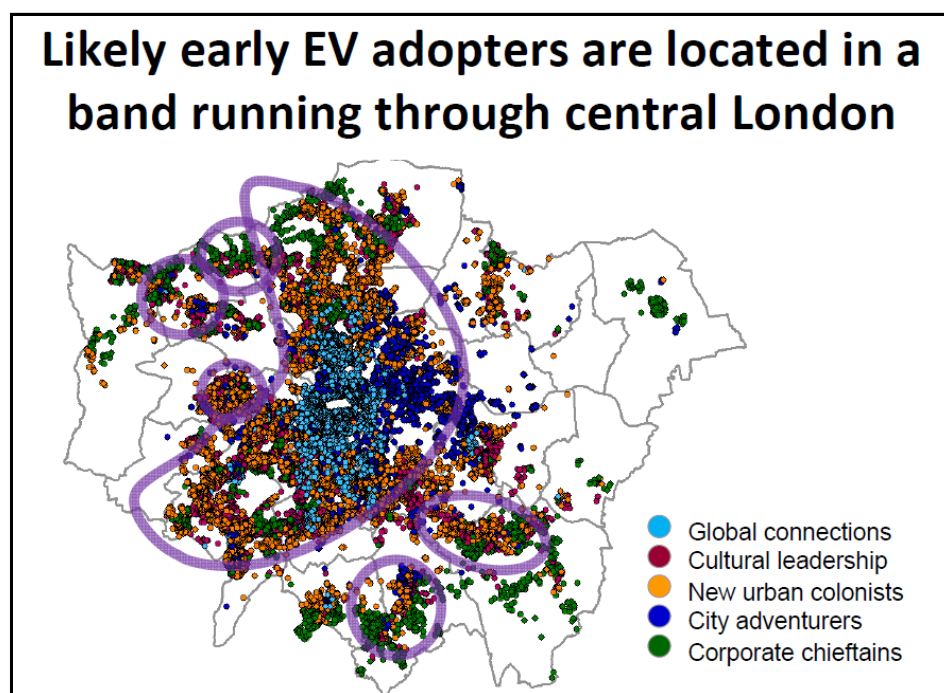 Likely early EV adopters are located in a
band running through central London
Global connections
Cultural leadership
New urban colonists
City adventurers
Corporate chieftains